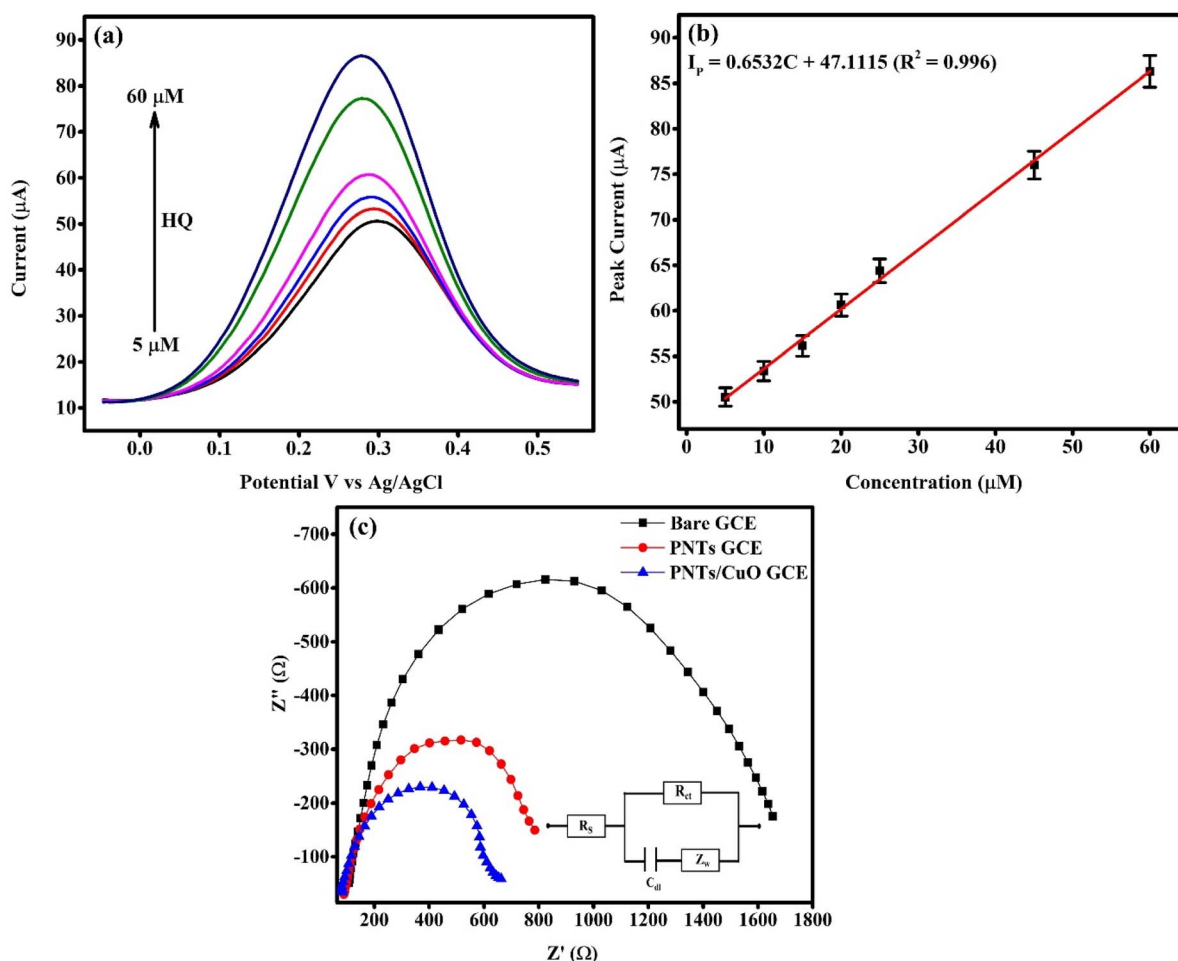 (a)
90
80
70
60
50
40
30
20
10
60 μM
HQ
5 μM
Current (μA)
0.0 0.1 0.2 0.3 0.4 0.5
Potential V vs Ag/AgCl
(b)
I_P = 0.6532C + 47.1115 (R² = 0.996)
90
85
80
75
70
65
60
55
50
Peak Current (μA)
0 10 20 30 40 50 60
Concentration (μM)
(c)
Bare GCE
PNTs GCE
PNTs/CuO GCE
-700
-600
-500
-400
-300
-200
-100
Z'' (Ω)
R_S
R_ct
C_dl
Z_w
200 400 600 800 1000 1200 1400 1600 1800
Z' (Ω)